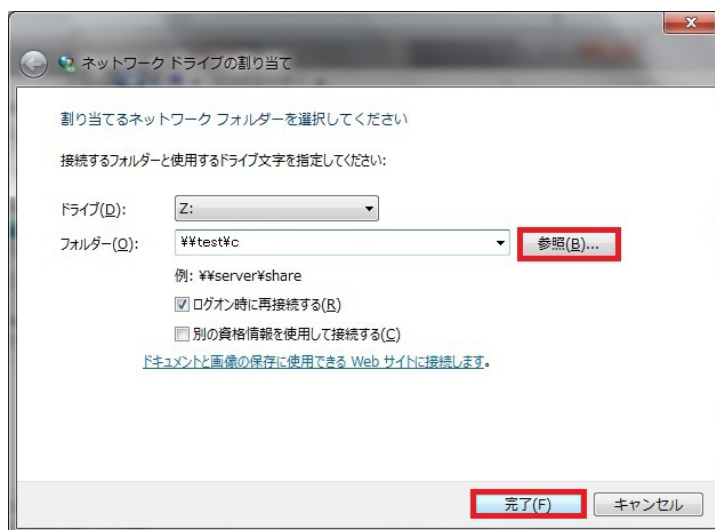 ネットワーク ドライブの割り当て
割り当てるネットワーク フォルダーを選択してください
接続するフォルダーと使用するドライブ文字を指定してください:
ドライブ(D): Z:
フォルダー(O): ¥¥test¥c 参照(B)...
例: ¥¥server¥share
ログオン時に再接続する(R)
別の資格情報を使用して接続する(C)
ドキュメントと画像の保存に使用できる Web サイトに接続します。
完了(F) キャンセル